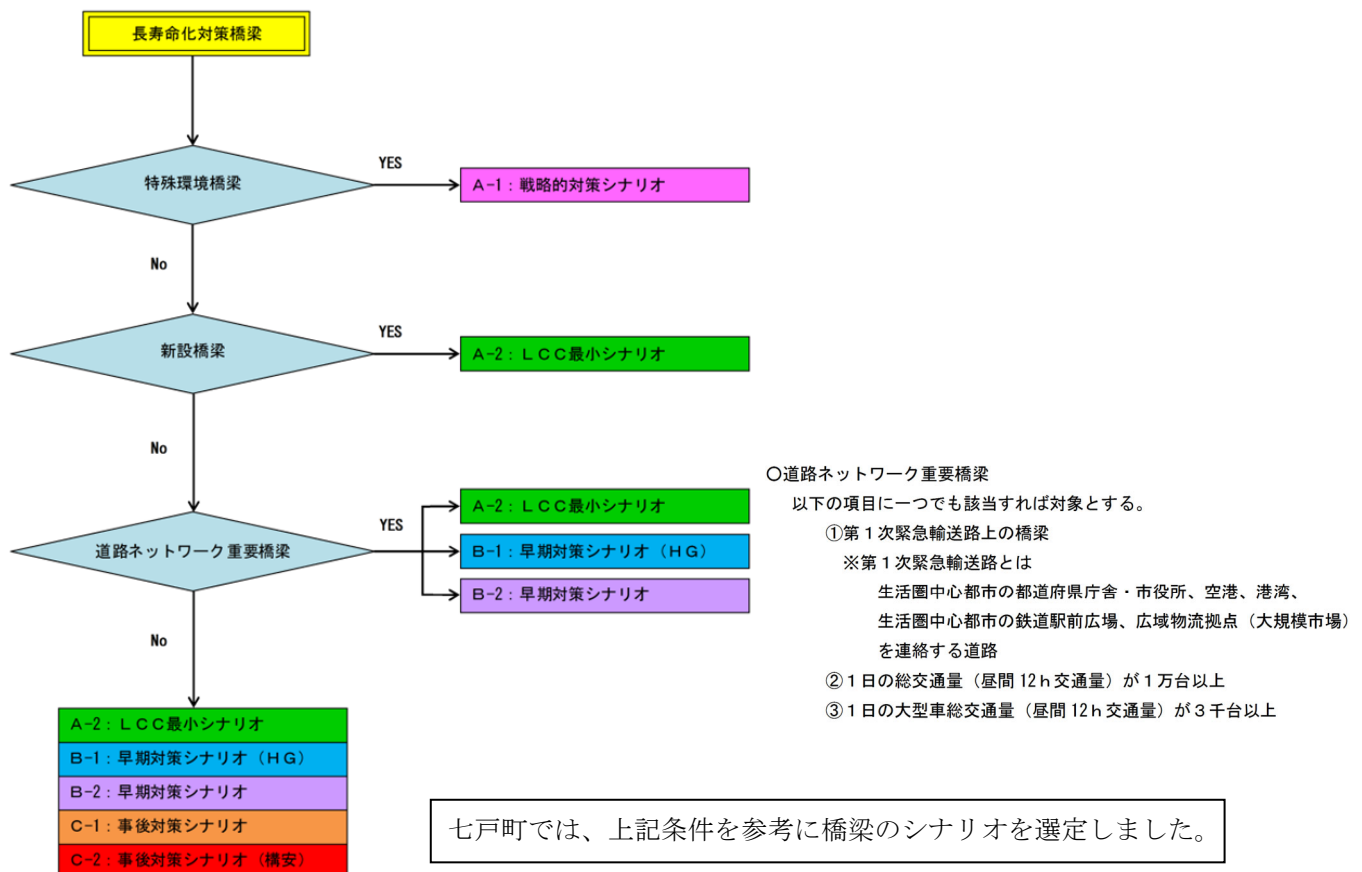 長寿命化対策橋梁
特殊環境橋梁
YES
A-1：戦略的対策シナリオ
No
新設橋梁
YES
A-2：ＬＣＣ最小シナリオ
No
道路ネットワーク重要橋梁
YES
A-2：ＬＣＣ最小シナリオ
B-1：早期対策シナリオ（ＨＧ）
B-2：早期対策シナリオ
No
A-2：ＬＣＣ最小シナリオ
B-1：早期対策シナリオ（ＨＧ）
B-2：早期対策シナリオ
C-1：事後対策シナリオ
C-2：事後対策シナリオ（構安）
〇道路ネットワーク重要橋梁
以下の項目に一つでも該当すれば対象とする。
①第１次緊急輸送路上の橋梁
※第１次緊急輸送路とは
生活圏中心都市の都道府県庁舎・市役所、空港、港湾、
生活圏中心都市の鉄道駅前広場、広域物流拠点（大規模市場）
を連絡する道路
②１日の総交通量（昼間12ｈ交通量）が１万台以上
③１日の大型車総交通量（昼間12ｈ交通量）が３千台以上
七戸町では、上記条件を参考に橋梁のシナリオを選定しました。